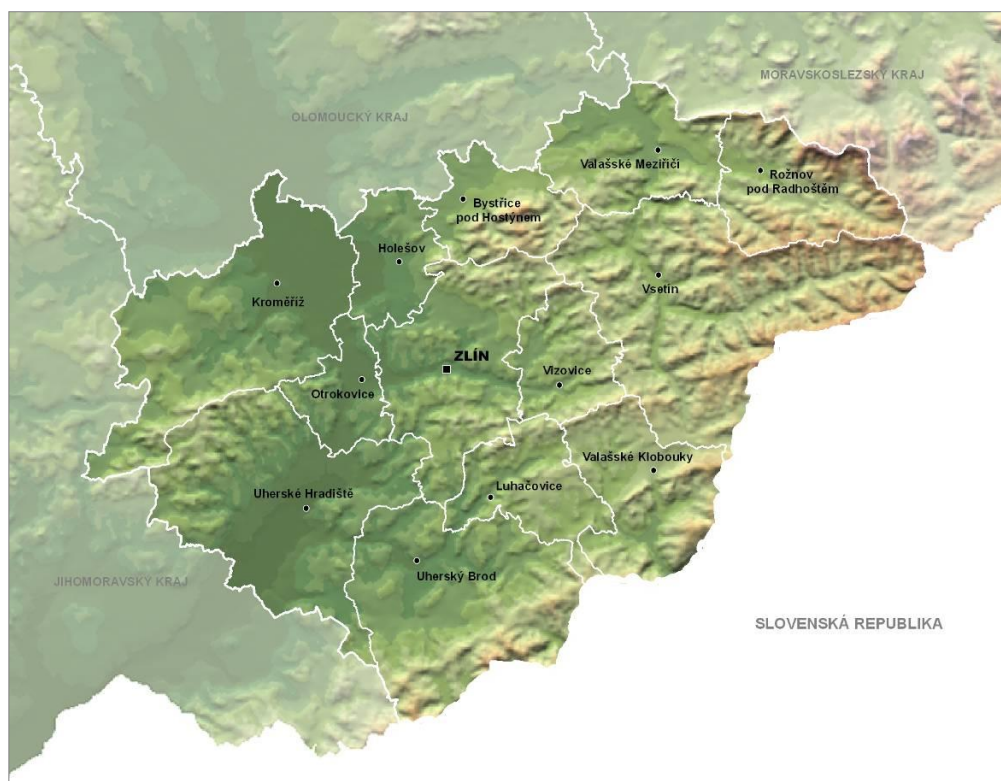 MORAVSKOSLEZSKÝ KRAJ
OLOMOUCKÝ KRAJ
Valašské Meziřiči
Rožnov
pod Radhoštěm
Bystřice
pod Hostýnem
Holešov
Vsetín
Kroměříž
ZLÍN
Vizovice
Otrokovice
Valašské Klobouky
Luhačovice
Uherské Hradiště
Uherský Brod
JIHOMORAVSKÝ KRAJ
SLOVENSKÁ REPUBLIKA